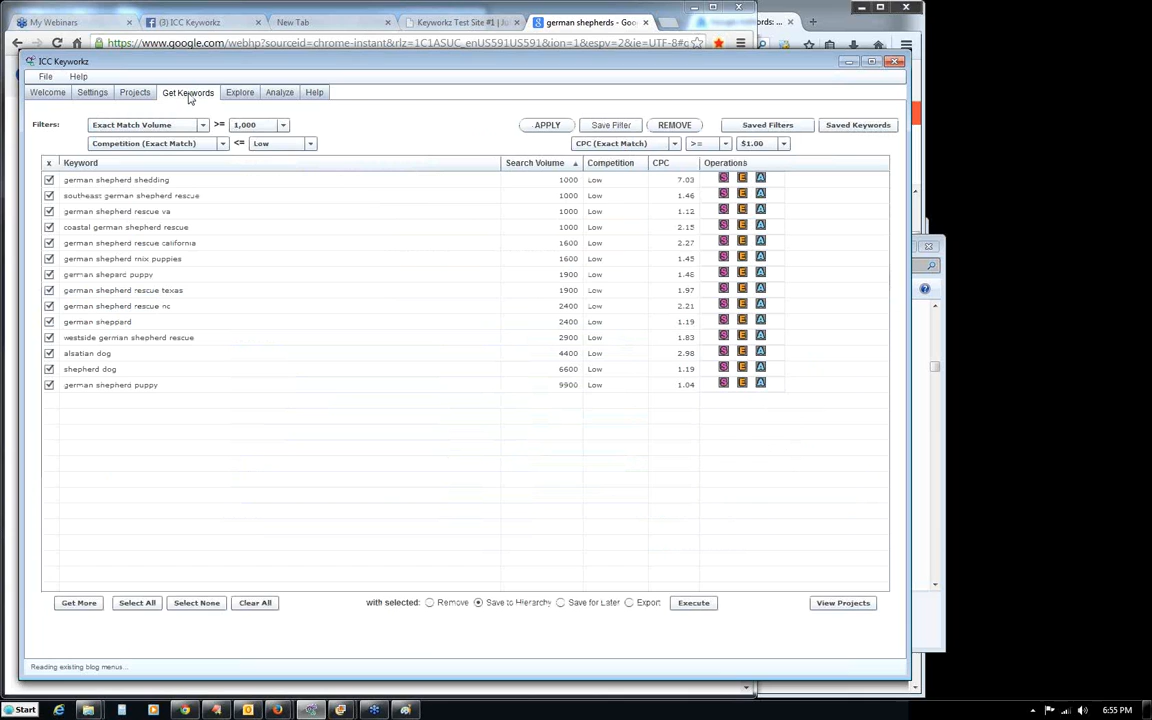 My Webinars
(3) ICC Keyworkz
New Tab
Keyworkz Test Site #1 | Ju
german shepherds - Goo
https://www.google.com/webhp?sourceid=chrome-instant&rlz=1C1ASUC_enUS591US591&ion=1&espv=2&ie=UTF-8#q
ICC Keyworkz
File Help
Welcome Settings Projects Get Keywords Explore Analyze Help
Filters: Exact Match Volume >= 1,000 APPLY Save Filter REMOVE Saved Filters Saved Keywords
Competition (Exact Match) <= Low CPC (Exact Match) >= $1.00
x Keyword Search Volume Competition CPC Operations
german shepherd shedding 1000 Low 7.03 S E A
southeast german shepherd rescue 1000 Low 1.46 S E A
german shepherd rescue va 1000 Low 1.12 S E A
coastal german shepherd rescue 1000 Low 2.15 S E A
german shepherd rescue california 1600 Low 2.27 S E A
german shepherd mix puppies 1600 Low 1.45 S E A
german shepard puppy 1900 Low 1.48 S E A
german shepherd rescue texas 1900 Low 1.97 S E A
german shepherd rescue nc 2400 Low 2.21 S E A
german sheppard 2400 Low 1.19 S E A
westside german shepherd rescue 2900 Low 1.83 S E A
alsatian dog 4400 Low 2.98 S E A
shepherd dog 6600 Low 1.19 S E A
german shepherd puppy 9900 Low 1.04 S E A
Get More Select All Select None Clear All with selected: Remove Save to Hierarchy Save for Later Export Execute View Projects
Reading existing blog menus...
Start 6:55 PM